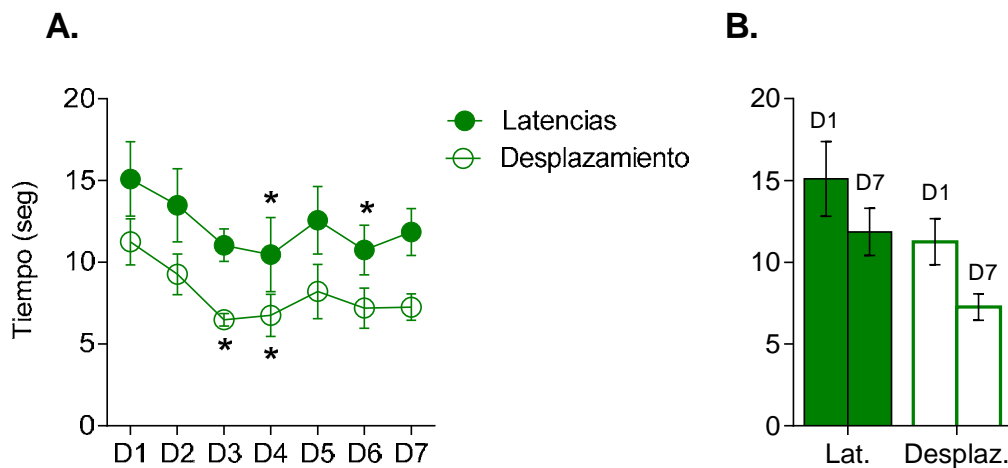 A.
Tiempo (seg)
20
15
10
5
0
*
*
*
*
D1 D2 D3 D4 D5 D6 D7
Latencias
Desplazamiento
B.
20
15
10
5
0
D1
D7
D1
D7
Lat. Desplaz.